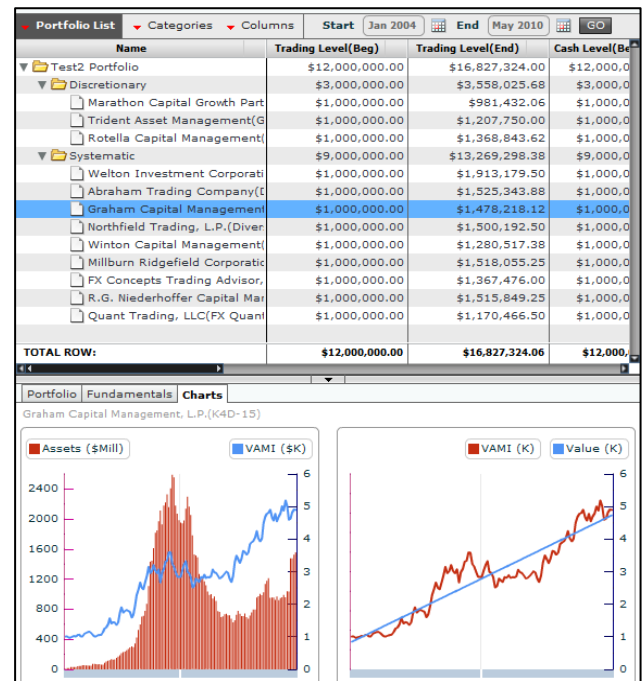 Portfolio List Categories Columns Start Jan 2004 End May 2010 GO
Name Trading Level(Beg) Trading Level(End) Cash Level(Be
Test2 Portfolio $12,000,000.00 $16,827,324.00 $12,000,0
Discretionary $3,000,000.00 $3,558,025.68 $3,000,0
Marathon Capital Growth Part $1,000,000.00 $981,432.06 $1,000,0
Trident Asset Management(G $1,000,000.00 $1,207,750.00 $1,000,0
Rotella Capital Management( $1,000,000.00 $1,368,843.62 $1,000,0
Systematic $9,000,000.00 $13,269,298.38 $9,000,0
Welton Investment Corporati $1,000,000.00 $1,913,179.50 $1,000,0
Abraham Trading Company(D $1,000,000.00 $1,525,343.88 $1,000,0
Graham Capital Management $1,000,000.00 $1,478,218.12 $1,000,0
Northfield Trading, L.P.(Diver: $1,000,000.00 $1,500,192.50 $1,000,0
Winton Capital Management( $1,000,000.00 $1,280,517.38 $1,000,0
Millburn Ridgefield Corporatic $1,000,000.00 $1,518,055.25 $1,000,0
FX Concepts Trading Advisor, $1,000,000.00 $1,367,476.00 $1,000,0
R.G. Niederhoffer Capital Mar $1,000,000.00 $1,515,849.25 $1,000,0
Quant Trading, LLC(FX Quant $1,000,000.00 $1,170,466.50 $1,000,0
TOTAL ROW: $12,000,000.00 $16,827,324.06 $12,000,
Portfolio Fundamentals Charts
Graham Capital Management, L.P.(K4D-15)
Assets ($Mill) VAMI ($K) VAMI (K) Value (K)
6 6
2400 5 5
2000
1600 4 4
1200 3 3
800 2 2
400 1 1
0 0 0